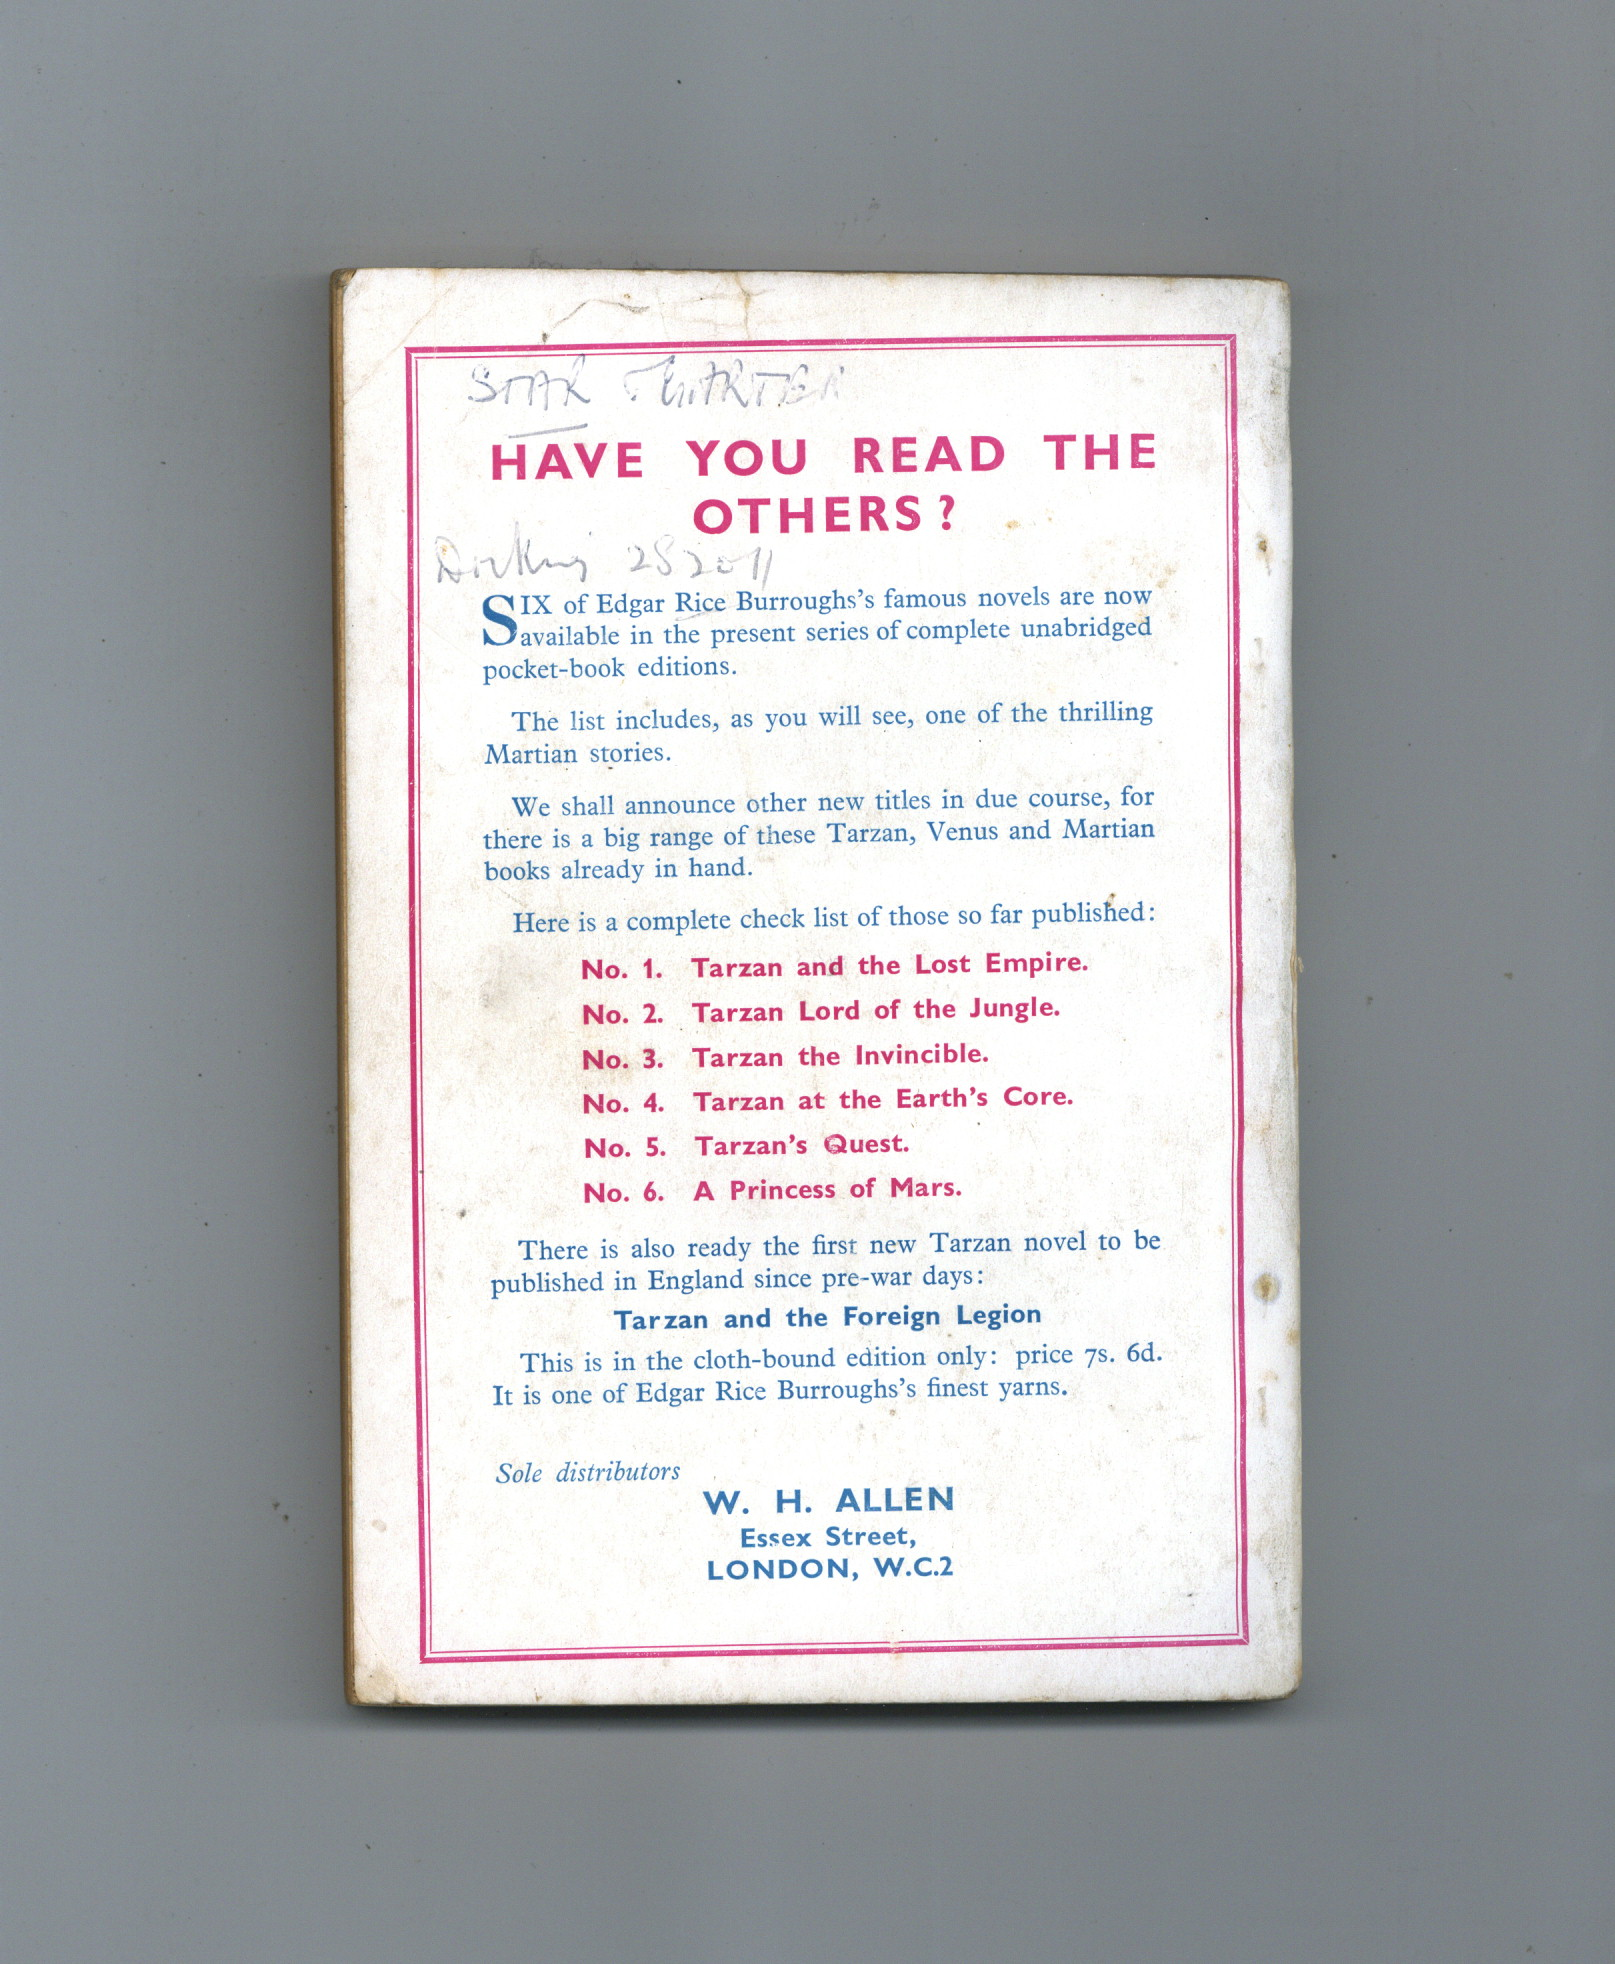 STAR
HAVE YOU READ THE
OTHERS?
Dorking
SIX of Edgar Rice Burroughs's famous novels are now
available in the present series of complete unabridged
pocket-book editions.
The list includes, as you will see, one of the thrilling
Martian stories.
We shall announce other new titles in due course, for
there is a big range of these Tarzan, Venus and Martian
books already in hand.
Here is a complete check list of those so far published:
No. 1. Tarzan and the Lost Empire.
No. 2. Tarzan Lord of the Jungle.
No. 3. Tarzan the Invincible.
No. 4. Tarzan at the Earth's Core.
No. 5. Tarzan's Quest.
No. 6. A Princess of Mars.
There is also ready the first new Tarzan novel to be
published in England since pre-war days:
Tarzan and the Foreign Legion
This is in the cloth-bound edition only: price 7s. 6d.
It is one of Edgar Rice Burroughs's finest yarns.
Sole distributors
W. H. ALLEN
Essex Street,
LONDON, W.C.2